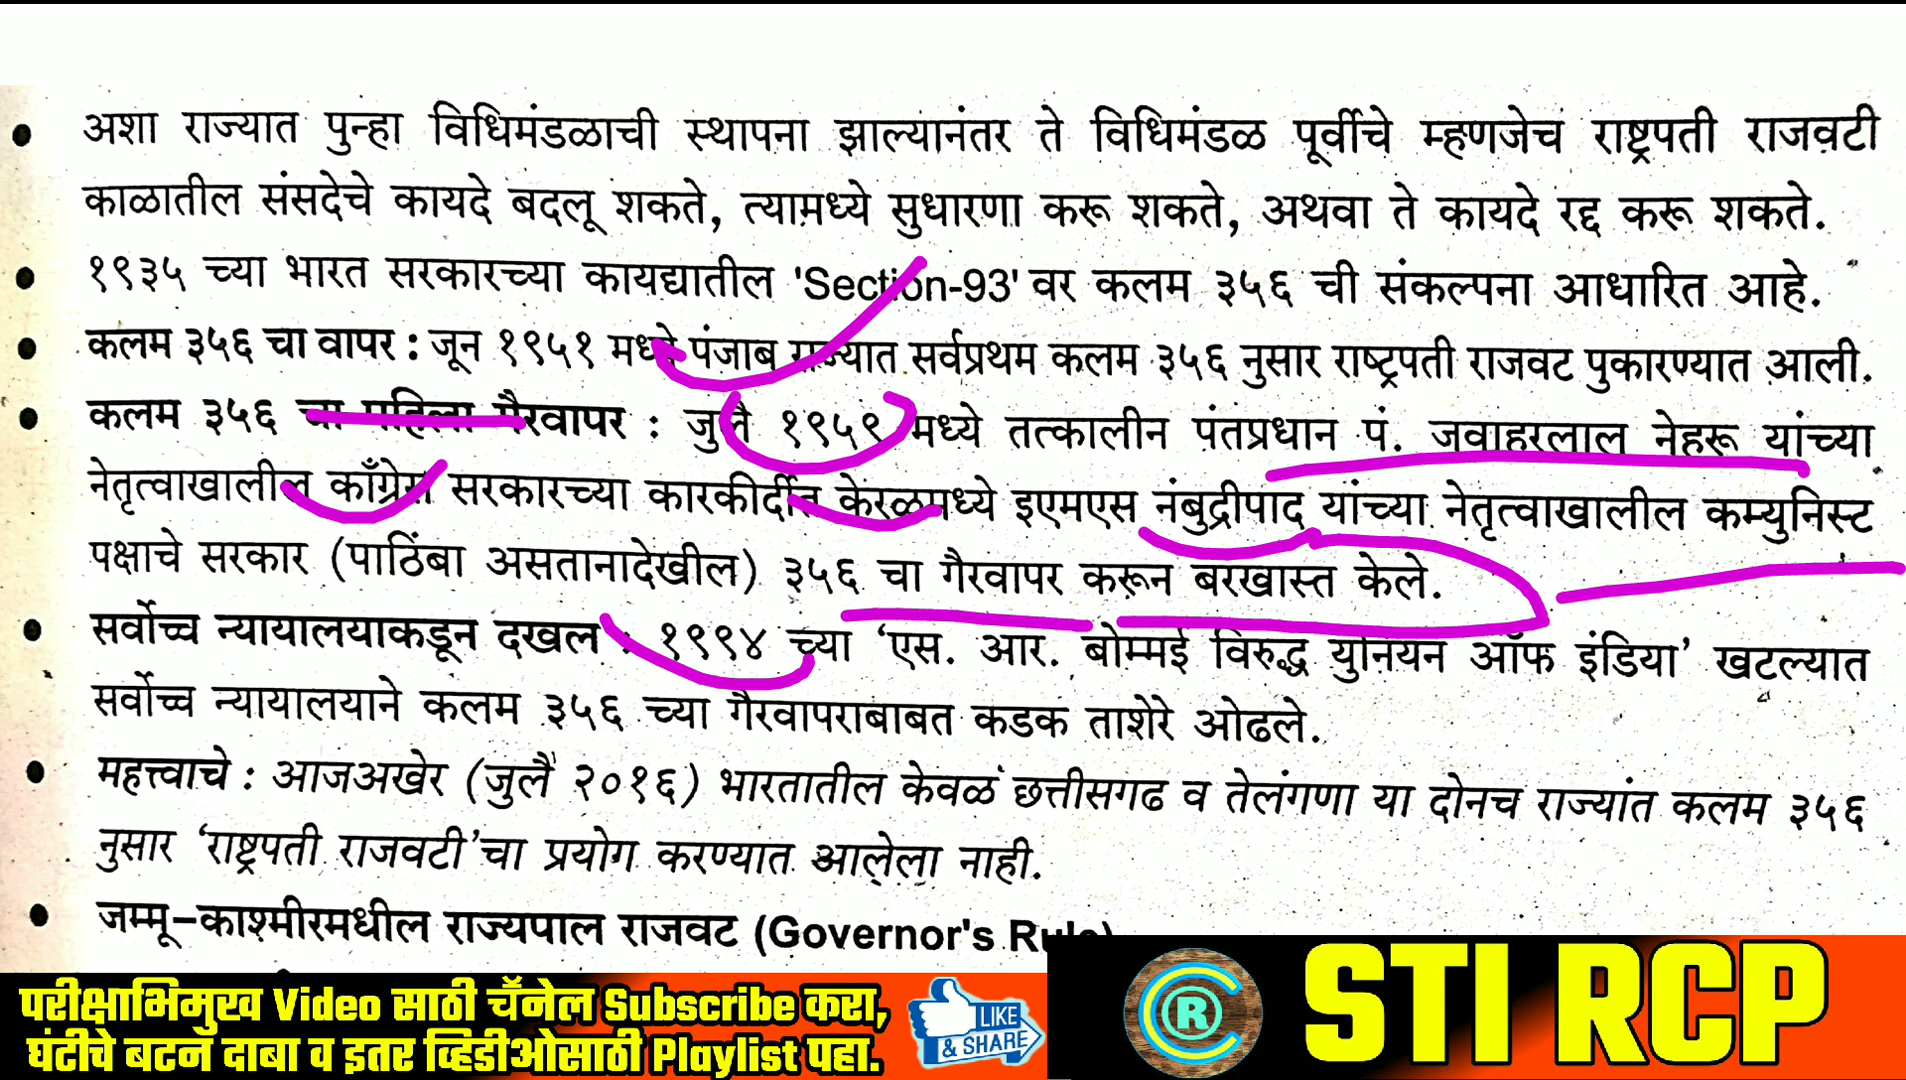 अशा राज्यात पुन्हा विधिमंडळाची स्थापना झाल्यानंतर ते विधिमंडळ पूर्वीचे म्हणजेच राष्ट्रपती राजवटी
काळातील संसदेचे कायदे बदलू शकते, त्यामध्ये सुधारणा करू शकते, अथवा ते कायदे रद्द करू शकते.
१९३५ च्या भारत सरकारच्या कायद्यातील 'Section-93' वर कलम ३५६ ची संकल्पना आधारित आहे.
कलम ३५६ चा वापर : जून १९५१ मध्ये पंजाब राज्यात सर्वप्रथम कलम ३५६ नुसार राष्ट्रपती राजवट पुकारण्यात आली.
कलम ३५६ चा पहिला गैरवापर : जुलै १९५९ मध्ये तत्कालीन पंतप्रधान पं. जवाहरलाल नेहरू यांच्या
नेतृत्वाखालील काँग्रेस सरकारच्या कारकीर्दीत केरळमध्ये इएमएस नंबुद्रीपाद यांच्या नेतृत्वाखालील कम्युनिस्ट
पक्षाचे सरकार (पाठिंबा असतानादेखील) ३५६ चा गैरवापर करून बरखास्त केले.
सर्वोच्च न्यायालयाकडून दखल : १९९४ च्या ‘एस. आर. बोम्मई विरुद्ध युनियन ऑफ इंडिया’ खटल्यात
सर्वोच्च न्यायालयाने कलम ३५६ च्या गैरवापराबाबत कडक ताशेरे ओढले.
महत्त्वाचे : आजअखेर (जुलै २०१६) भारतातील केवळ छत्तीसगढ व तेलंगणा या दोनच राज्यांत कलम ३५६
नुसार ‘राष्ट्रपती राजवटी’चा प्रयोग करण्यात आलेला नाही.
जम्मू–काश्मीरमधील राज्यपाल राजवट (Governor's Rule)
परीक्षाभिमुख Video साठी चॅनेल Subscribe करा,
घंटीचे बटन दाबा व इतर व्हिडीओसाठी Playlist पहा.
LIKE
& SHARE
R
STI RCP